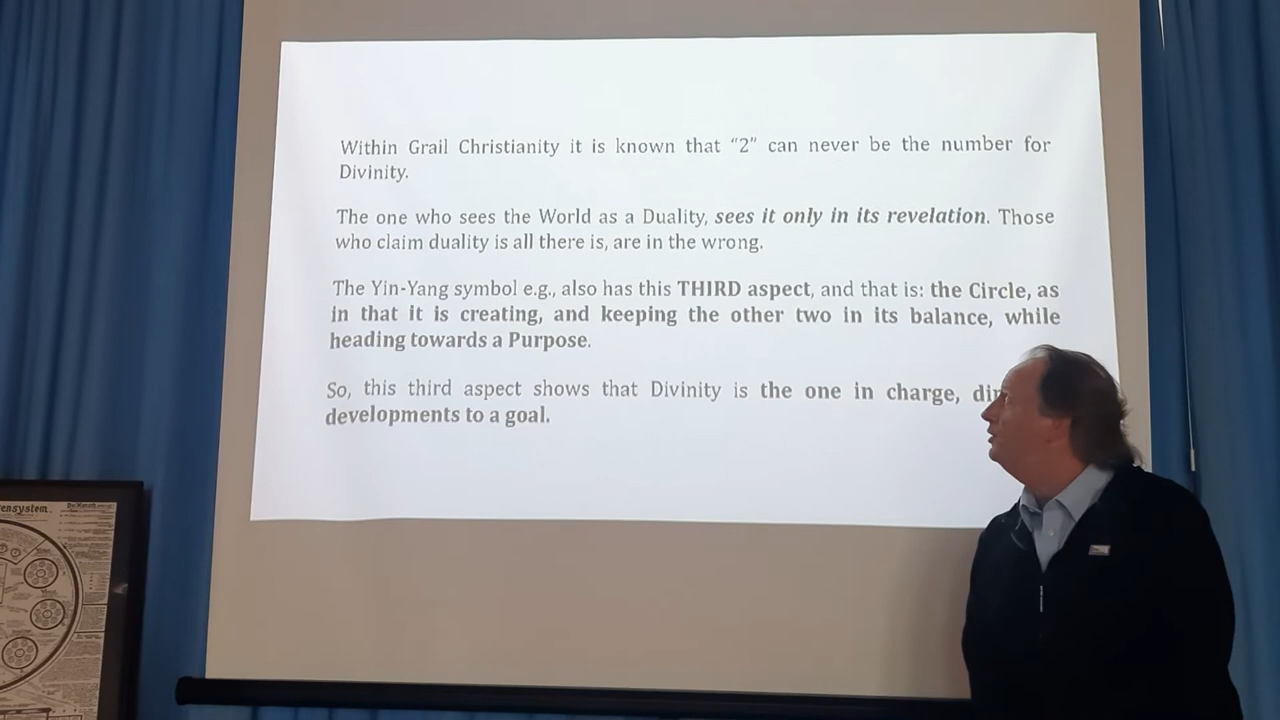 Within Grail Christianity it is known that “2” can never be the number for
Divinity.
The one who sees the World as a Duality, sees it only in its revelation. Those
who claim duality is all there is, are in the wrong.
The Yin-Yang symbol e.g., also has this THIRD aspect, and that is: the Circle, as
in that it is creating, and keeping the other two in its balance, while
heading towards a Purpose.
So, this third aspect shows that Divinity is the one in charge,
developments to a goal.